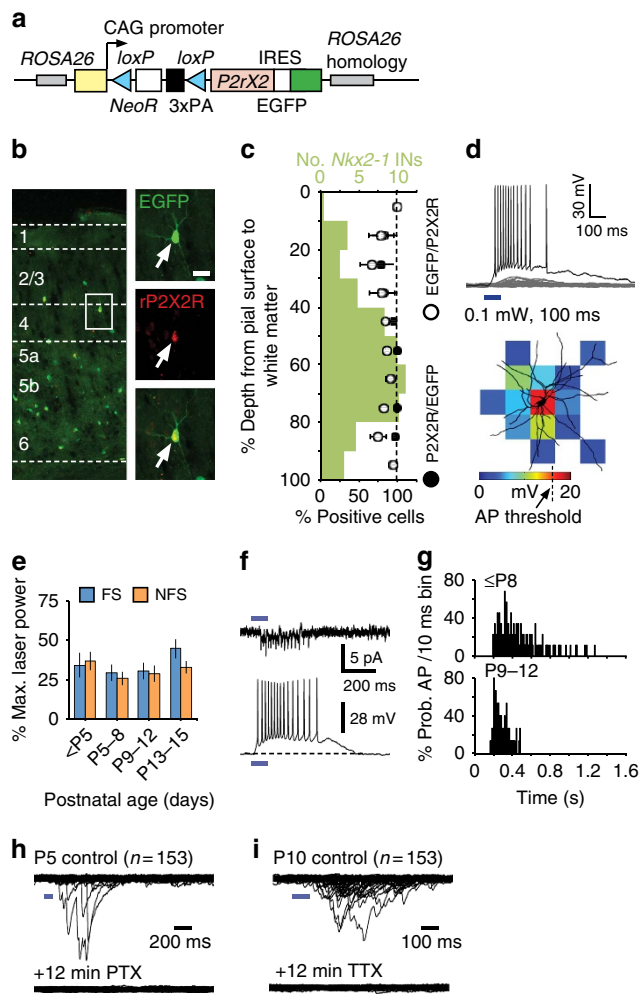 a
CAG promoter
ROSA26
loxP
loxP
IRES
ROSA26
homology
P2rX2
NeoR
3xPA
EGFP
b
1
2/3
4
5a
5b
6
EGFP
rP2X2R
c
No. Nkx2-1 INs
0 5 10
0
20
40
60
80
100
% Depth from pial surface to
white matter
0 50 100
% Positive cells
EGFP/P2X2R
P2X2R/EGFP
d
30 mV
100 ms
0.1 mW, 100 ms
0 mV 20
AP threshold
e
FS NFS
75
50
25
0
% Max. laser power
<P5
P5–8
P9–12
P13–15
Postnatal age (days)
f
5 pA
200 ms
28 mV
g
≤P8
80
40
0
P9–12
80
40
0
% Prob. AP /10 ms bin
0 0.4 0.8 1.2 1.6
Time (s)
h
P5 control (n=153)
200 ms
+12 min PTX
i
P10 control (n=153)
100 ms
+12 min TTX